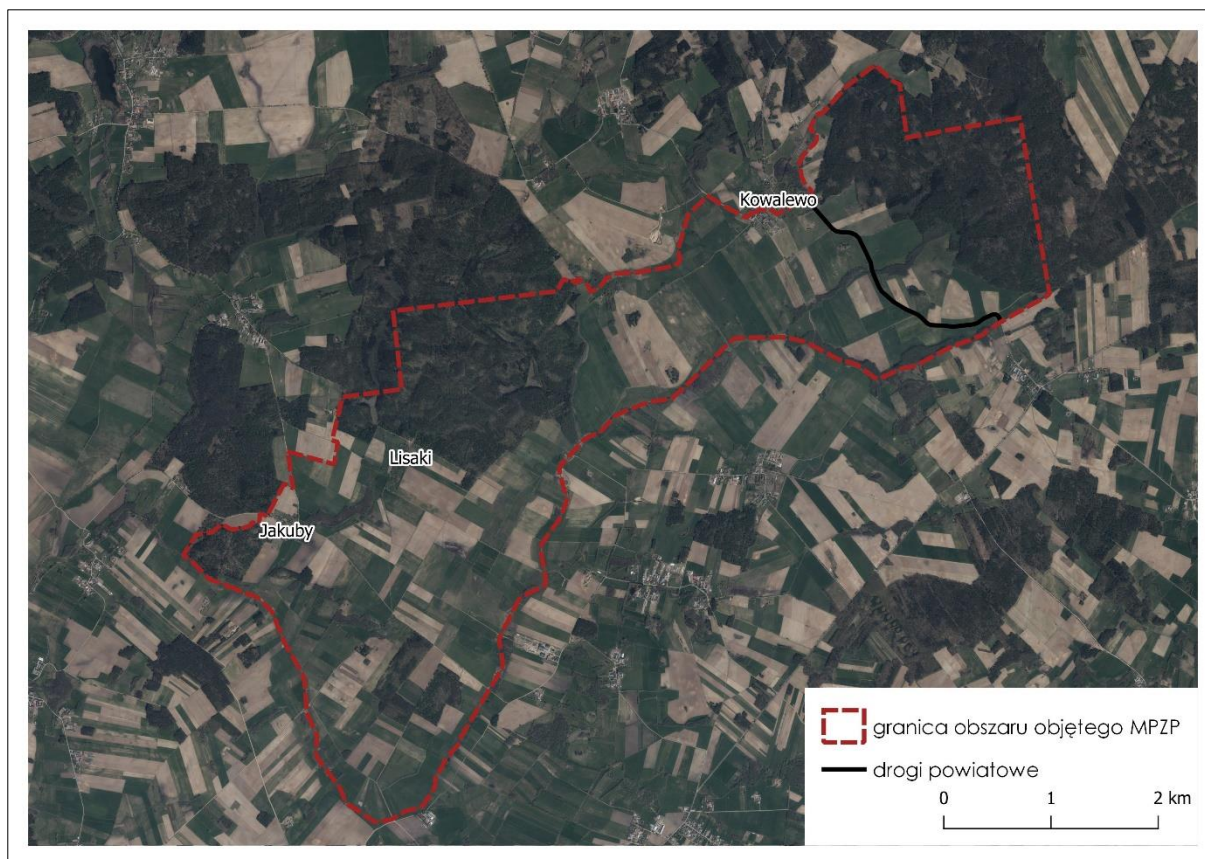 Kowalewo
Lisaki
Jakuby
granica obszaru objętego MPZP
drogi powiatowe
0 1 2 km